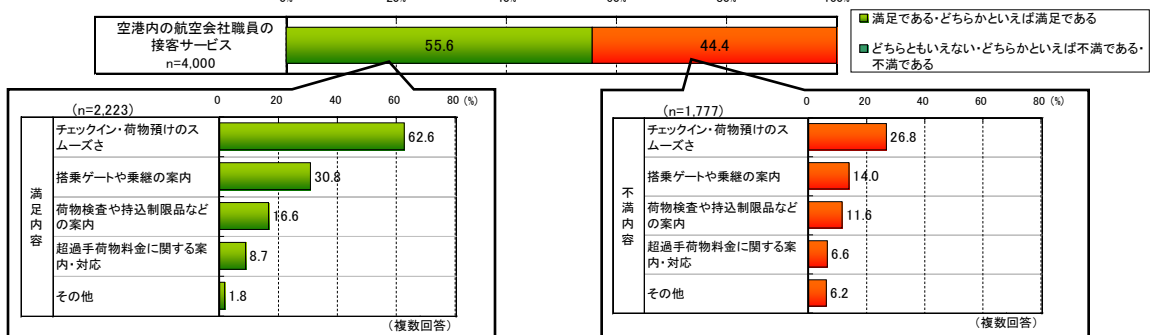 0% 20% 40% 60% 80% 100%
空港内の航空会社職員の
接客サービス
n=4,000
55.6
44.4
満足である・どちらかといえば満足である
どちらともいえない・どちらかといえば不満である・
不満である
(n=2,223)
0 20 40 60 80 (%)
満足内容
チェックイン・荷物預けのス
ムーズさ
62.6
搭乗ゲートや乗継の案内
30.8
荷物検査や持込制限品など
の案内
16.6
超過手荷物料金に関する案
内・対応
8.7
その他
1.8
(複数回答)
(n=1,777)
0 20 40 60 80 (%)
不満内容
チェックイン・荷物預けのス
ムーズさ
26.8
搭乗ゲートや乗継の案内
14.0
荷物検査や持込制限品など
の案内
11.6
超過手荷物料金に関する案
内・対応
6.6
その他
6.2
(複数回答)